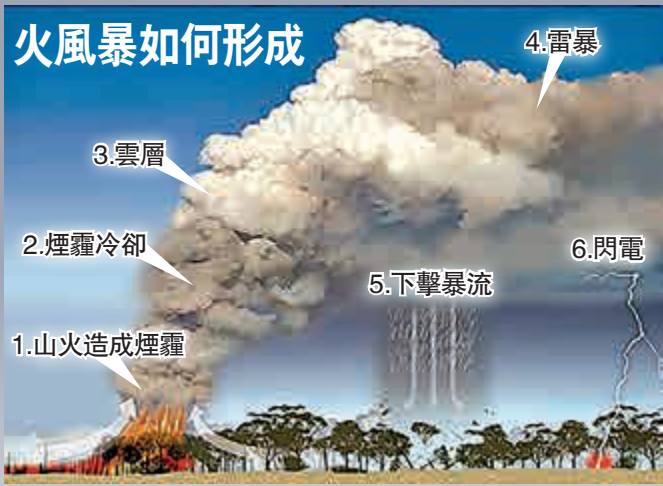 火風暴如何形成
4.雷暴
3.雲層
2.煙霾冷卻
6.閃電
5.下擊暴流
1.山火造成煙霾